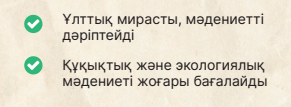 Ұлттық мирасты, мәдениетті
дәріптейді
Құқықтық және экологиялық
мәдениеті жоғары бағалайды